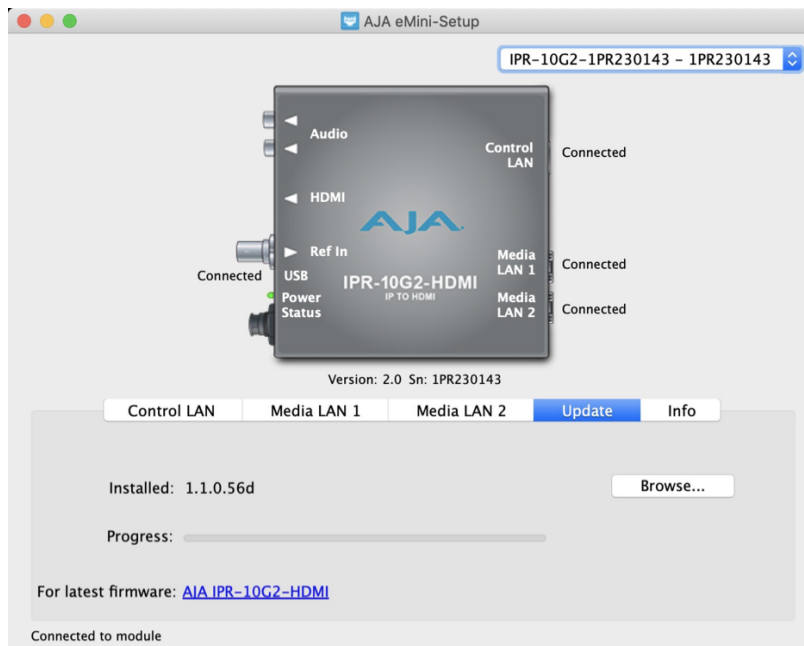 AJA eMini-Setup
IPR-10G2-1PR230143 - 1PR230143
Audio
Control
LAN
Connected
HDMI
AJA
Ref In
Connected
USB
Media
LAN 1
Connected
IPR-10G2-HDMI
IP TO HDMI
Power
Status
Media
LAN 2
Connected
Version: 2.0 Sn: 1PR230143
Control LAN Media LAN 1 Media LAN 2 Update Info
Installed: 1.1.0.56d
Browse...
Progress:
For latest firmware: AJA IPR-10G2-HDMI
Connected to module